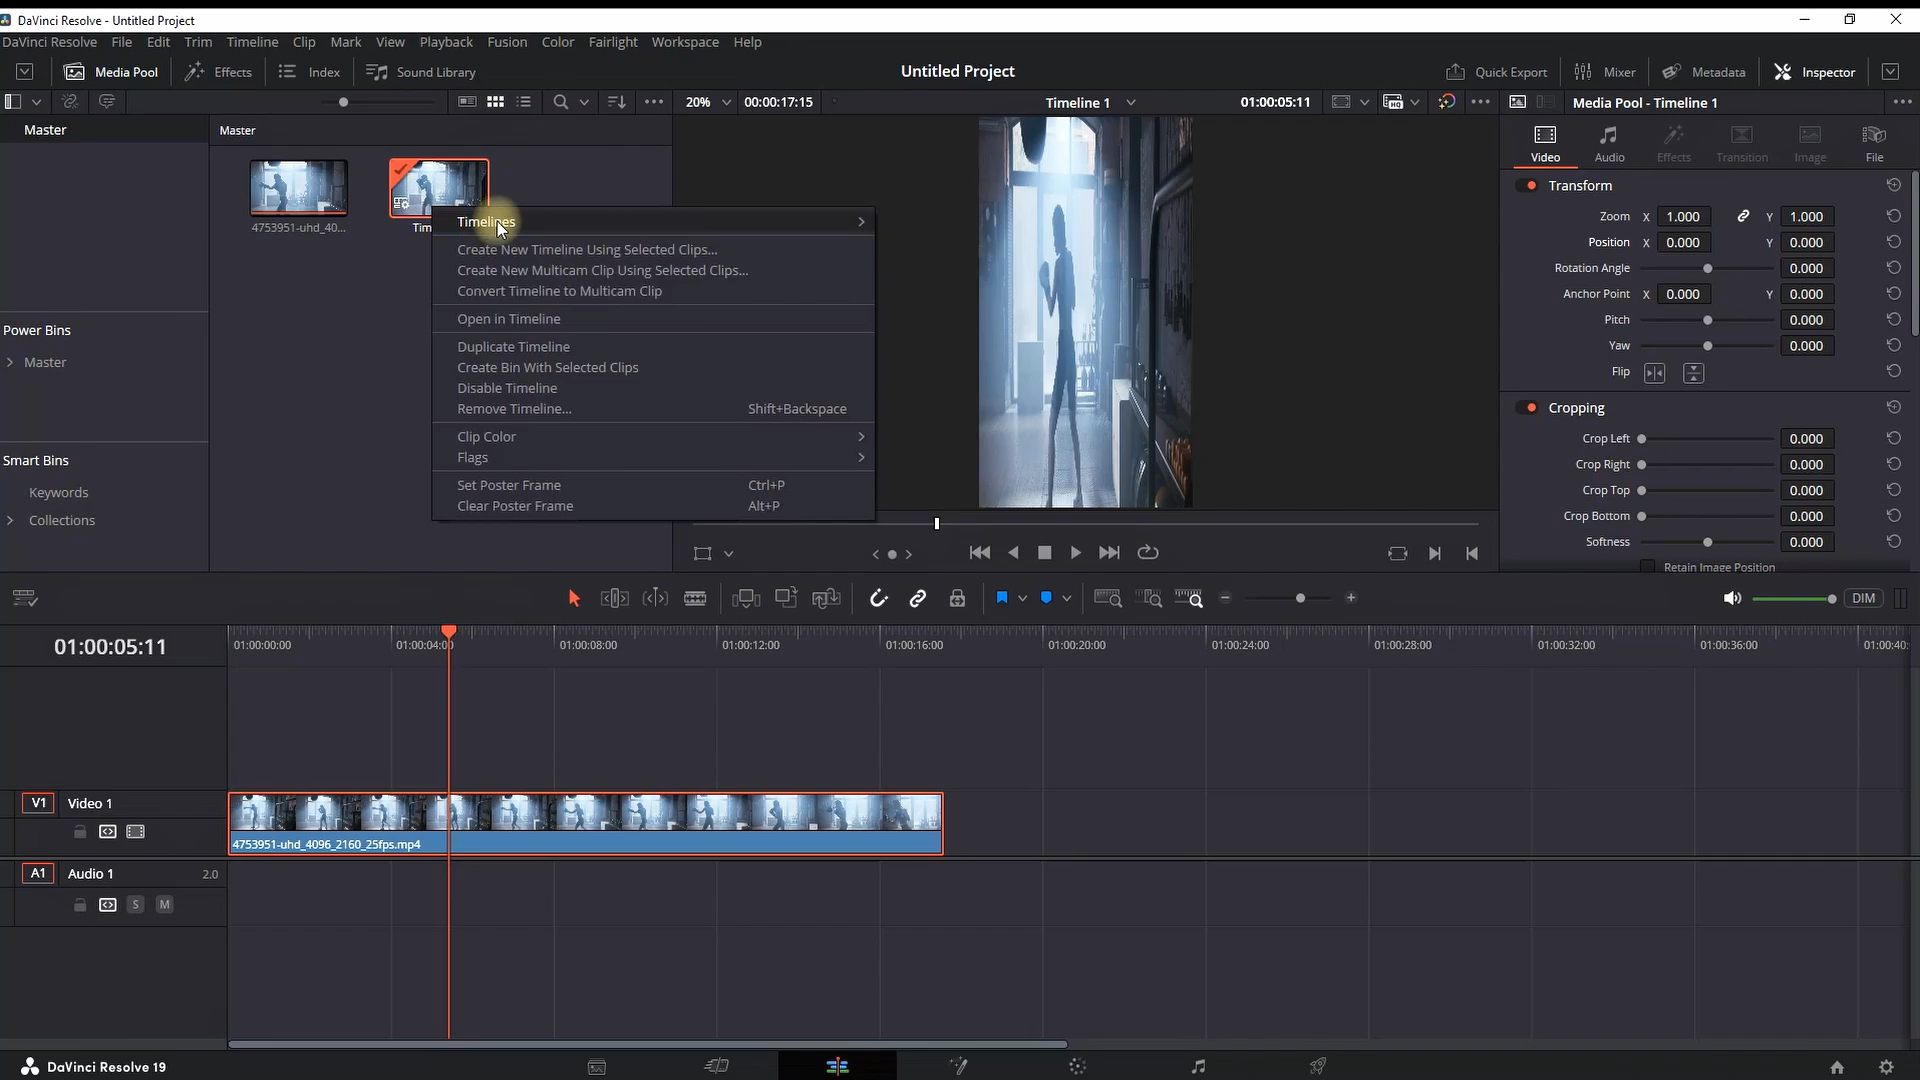 DaVinci Resolve - Untitled Project
DaVinci Resolve File Edit Trim Timeline Clip Mark View Playback Fusion Color Fairlight Workspace Help
Media Pool Effects Index Sound Library Untitled Project Quick Export Mixer Metadata Inspector
20% 00:00:17:15 Timeline 1 01:00:05:11 Media Pool - Timeline 1
Master Master
Video Audio Effects Transition Image File
4753951-uhd_40... Tim
Timelines
Create New Timeline Using Selected Clips...
Create New Multicam Clip Using Selected Clips...
Convert Timeline to Multicam Clip
Open in Timeline
Duplicate Timeline
Create Bin With Selected Clips
Disable Timeline
Remove Timeline... Shift+Backspace
Clip Color
Flags
Set Poster Frame Ctrl+P
Clear Poster Frame Alt+P
Power Bins
Master
Smart Bins
Keywords
Collections
Transform
Zoom X 1.000 Y 1.000
Position X 0.000 Y 0.000
Rotation Angle 0.000
Anchor Point X 0.000 Y 0.000
Pitch 0.000
Yaw 0.000
Flip
Cropping
Crop Left 0.000
Crop Right 0.000
Crop Top 0.000
Crop Bottom 0.000
Softness 0.000
Retain Image Position
DIM
01:00:05:11
01:00:00:00 01:00:04:00 01:00:08:00 01:00:12:00 01:00:16:00 01:00:20:00 01:00:24:00 01:00:28:00 01:00:32:00 01:00:36:00 01:00:40:
V1 Video 1
4753951-uhd_4096_2160_25fps.mp4
A1 Audio 1 2.0
S M
DaVinci Resolve 19